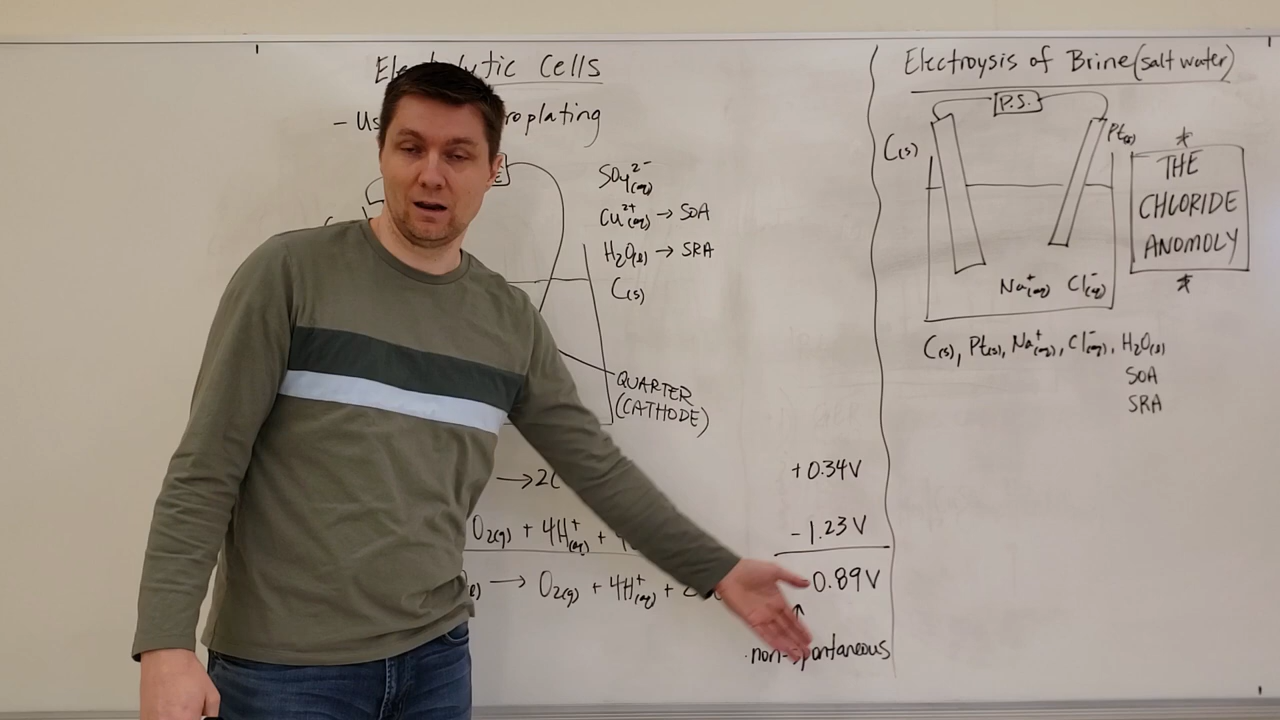 Electrolytic Cells
- Us roplating
SO₄²⁻(aq)
Cu²⁺(aq) → SOA
H₂O(l) → SRA
C(s)
QUARTER
(CATHODE)
→ 2C
+0.34V
O₂(g) + 4H⁺(aq) +
-1.23V
→ O₂(g) + 4H⁺(aq) +
0.89V
↑
non-spontaneous
Electroysis of Brine (salt water)
P.S.
C(s)
Pt(s)
Na⁺(aq) Cl⁻(aq)
*
THE
CHLORIDE
ANOMOLY
*
C(s), Pt(s), Na⁺(aq), Cl⁻(aq), H₂O(l)
SOA
SRA